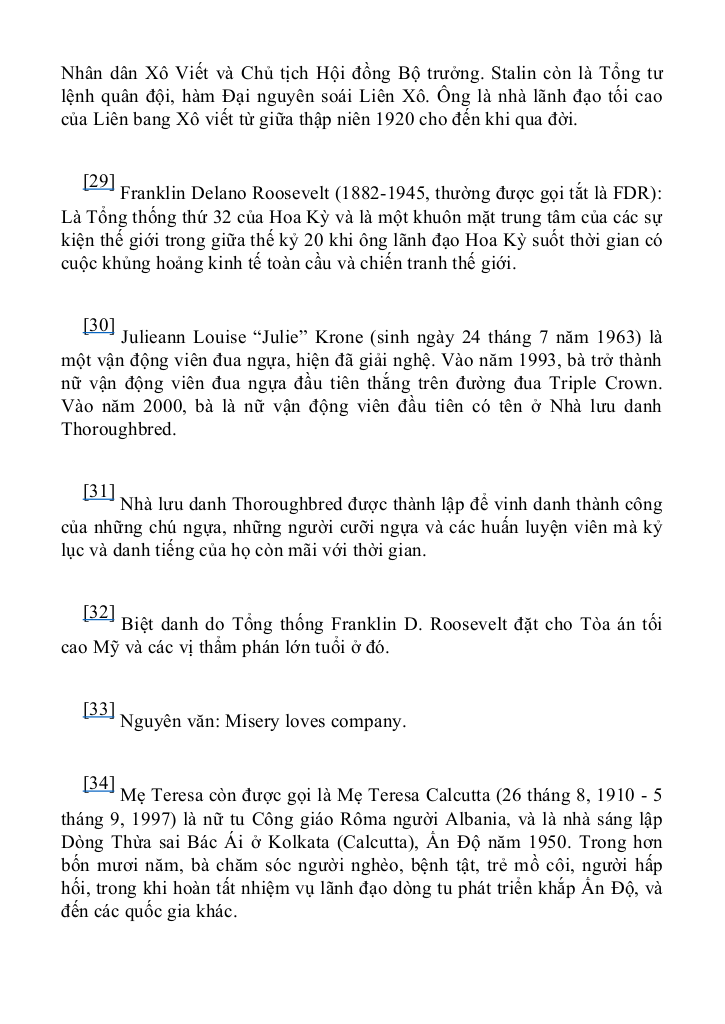 Nhân dân Xô Viết và Chủ tịch Hội đồng Bộ trưởng. Stalin còn là Tổng tư
lệnh quân đội, hàm Đại nguyên soái Liên Xô. Ông là nhà lãnh đạo tối cao
của Liên bang Xô viết từ giữa thập niên 1920 cho đến khi qua đời.
[29] Franklin Delano Roosevelt (1882-1945, thường được gọi tắt là FDR):
Là Tổng thống thứ 32 của Hoa Kỳ và là một khuôn mặt trung tâm của các sự
kiện thế giới trong giữa thế kỷ 20 khi ông lãnh đạo Hoa Kỳ suốt thời gian có
cuộc khủng hoảng kinh tế toàn cầu và chiến tranh thế giới.
[30] Julieann Louise “Julie” Krone (sinh ngày 24 tháng 7 năm 1963) là
một vận động viên đua ngựa, hiện đã giải nghệ. Vào năm 1993, bà trở thành
nữ vận động viên đua ngựa đầu tiên thắng trên đường đua Triple Crown.
Vào năm 2000, bà là nữ vận động viên đầu tiên có tên ở Nhà lưu danh
Thoroughbred.
[31] Nhà lưu danh Thoroughbred được thành lập để vinh danh thành công
của những chú ngựa, những người cưỡi ngựa và các huấn luyện viên mà kỷ
lục và danh tiếng của họ còn mãi với thời gian.
[32] Biệt danh do Tổng thống Franklin D. Roosevelt đặt cho Tòa án tối
cao Mỹ và các vị thẩm phán lớn tuổi ở đó.
[33] Nguyên văn: Misery loves company.
[34] Mẹ Teresa còn được gọi là Mẹ Teresa Calcutta (26 tháng 8, 1910 - 5
tháng 9, 1997) là nữ tu Công giáo Rôma người Albania, và là nhà sáng lập
Dòng Thừa sai Bác Ái ở Kolkata (Calcutta), Ấn Độ năm 1950. Trong hơn
bốn mươi năm, bà chăm sóc người nghèo, bệnh tật, trẻ mồ côi, người hấp
hối, trong khi hoàn tất nhiệm vụ lãnh đạo dòng tu phát triển khắp Ấn Độ, và
đến các quốc gia khác.